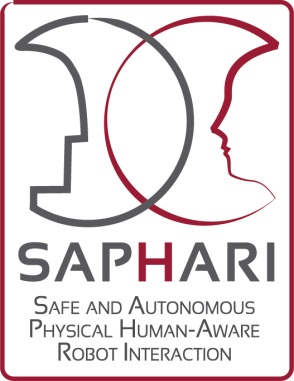 SAPHARI
SAFE AND AUTONOMOUS
PHYSICAL HUMAN-AWARE
ROBOT INTERACTION